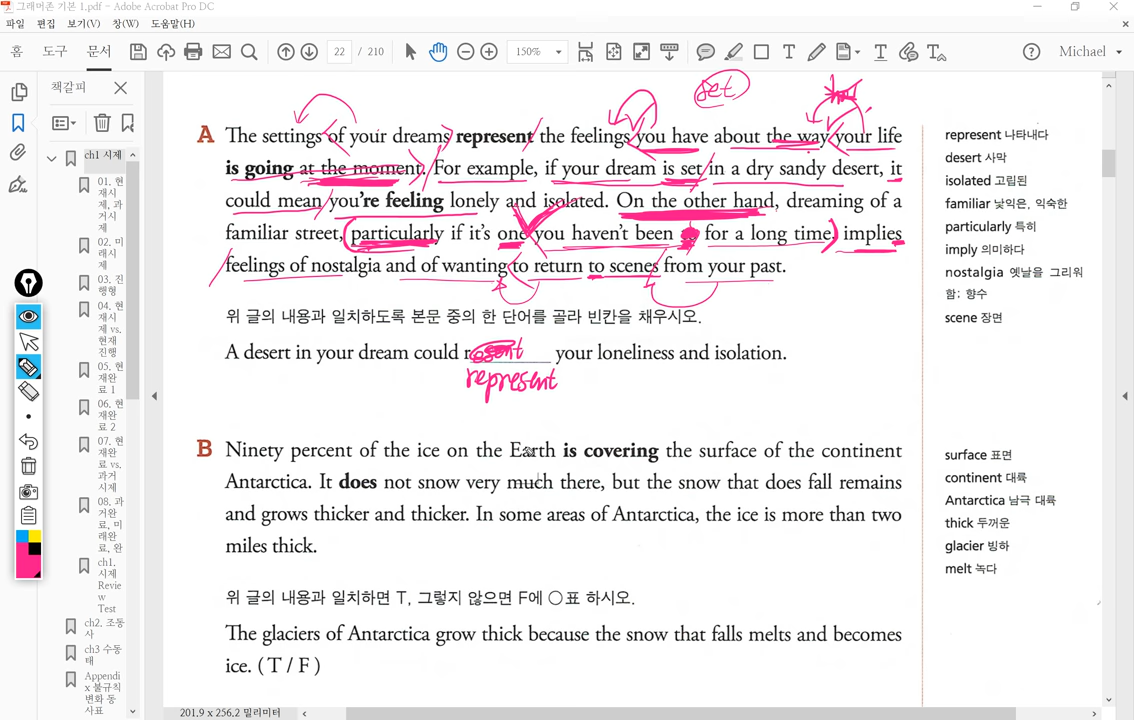 그래머존 기본 1.pdf - Adobe Acrobat Pro DC
파일 편집 보기(V) 창(W) 도움말(H)
홈 도구 문서 22 / 210 150% Michael
책갈피
ch1 시제
01. 현
재시
제, 과
거시
제
02. 미
래시
제
03. 진
행형
04. 현
재시
제 vs.
현재
진행
05. 현
재완
료 1
06. 현
재완
료 2
07. 현
재완
료 vs.
과거
시제
08. 과
거완
료, 미
래완
료, 완
ch1.
시제
Revie
w
Test
ch2. 조동
사
ch3 수동
태
Appendi
x 불규칙
변화 동
사표
set
A The settings of your dreams represent the feelings you have about the way your life
is going at the moment. For example, if your dream is set in a dry sandy desert, it
could mean you're feeling lonely and isolated. On the other hand, dreaming of a
familiar street, particularly if it's one you haven't been for a long time, implies
feelings of nostalgia and of wanting to return to scenes from your past.
위 글의 내용과 일치하도록 본문 중의 한 단어를 골라 빈칸을 채우시오.
A desert in your dream could r your loneliness and isolation.
represent
B Ninety percent of the ice on the Earth is covering the surface of the continent
Antarctica. It does not snow very much there, but the snow that does fall remains
and grows thicker and thicker. In some areas of Antarctica, the ice is more than two
miles thick.
위 글의 내용과 일치하면 T, 그렇지 않으면 F에 ○표 하시오.
The glaciers of Antarctica grow thick because the snow that falls melts and becomes
ice. ( T / F )
represent 나타내다
desert 사막
isolated 고립된
familiar 낯익은, 익숙한
particularly 특히
imply 의미하다
nostalgia 옛날을 그리워
함; 향수
scene 장면
surface 표면
continent 대륙
Antarctica 남극 대륙
thick 두꺼운
glacier 빙하
melt 녹다
201.9 x 256.2 밀리미터